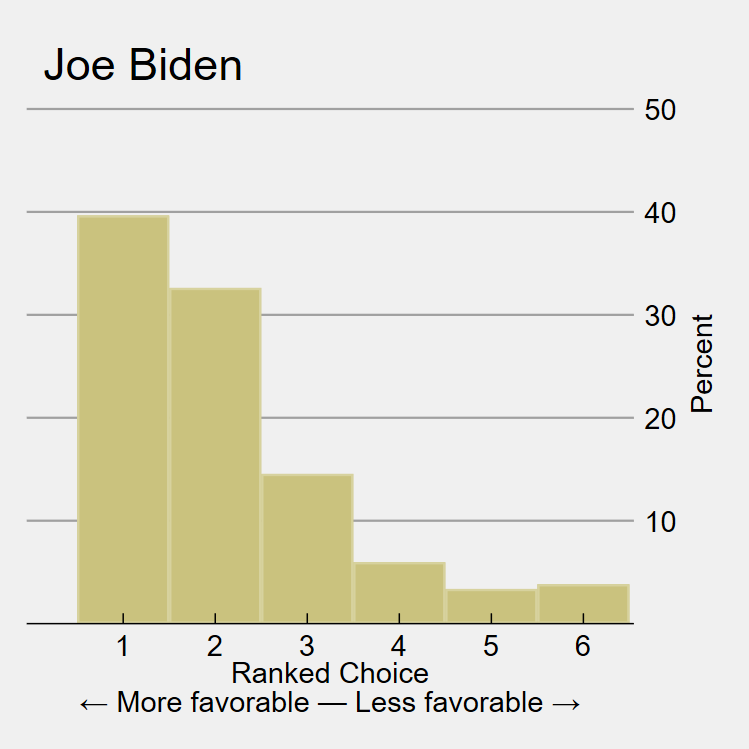 Joe Biden
50
40
30
20
10
Percent
1 2 3 4 5 6
Ranked Choice
← More favorable — Less favorable →